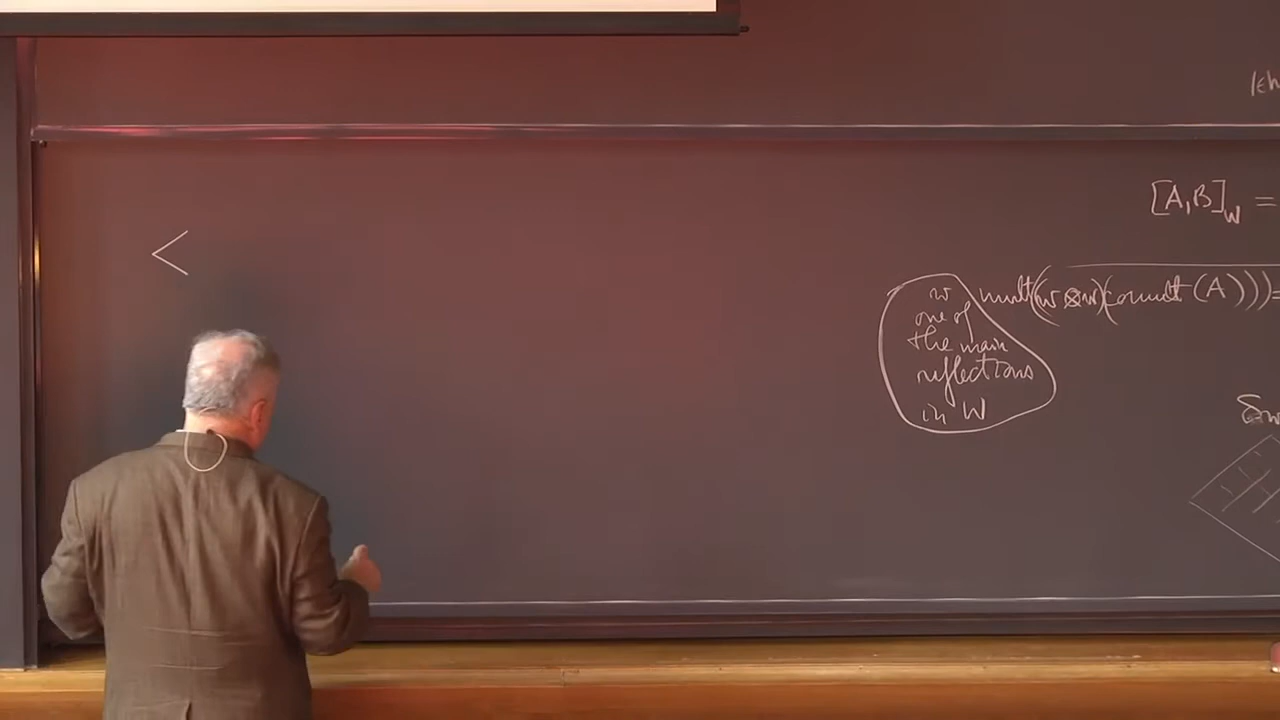 <
[A,B]_W =
mult((w⊗w)(comult(A)))=
w
one of
the main
reflections
in W